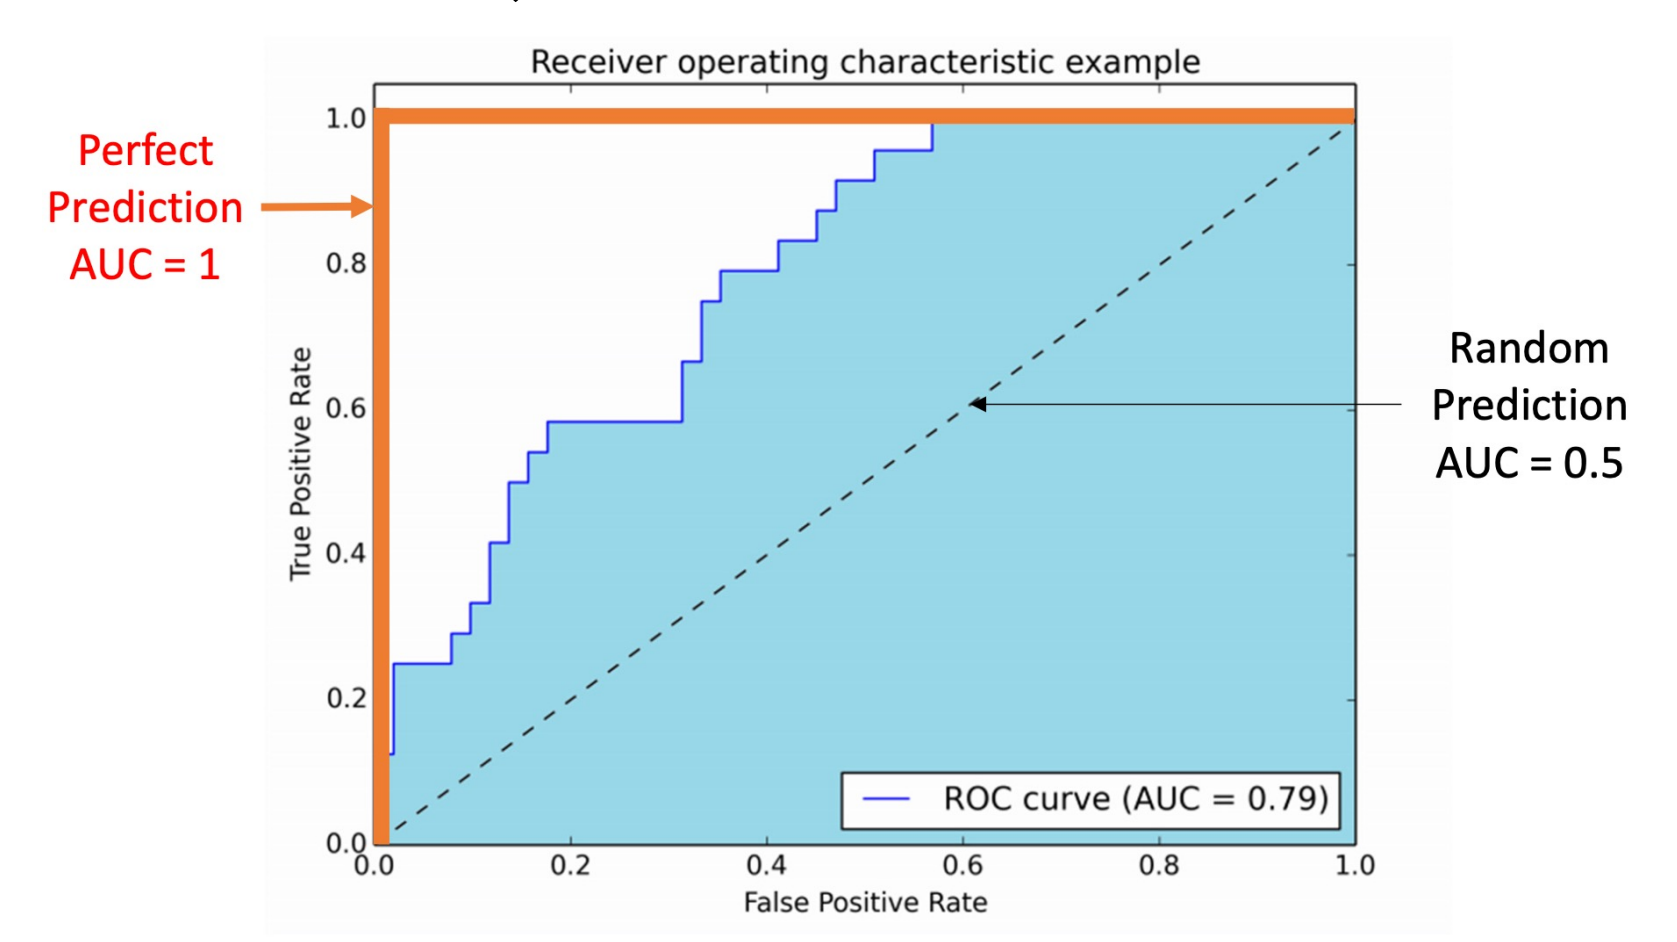 Receiver operating characteristic example
Perfect
Prediction
AUC = 1
1.0
0.8
0.6
0.4
0.2
0.0
True Positive Rate
Random
Prediction
AUC = 0.5
ROC curve (AUC = 0.79)
0.0 0.2 0.4 0.6 0.8 1.0
False Positive Rate